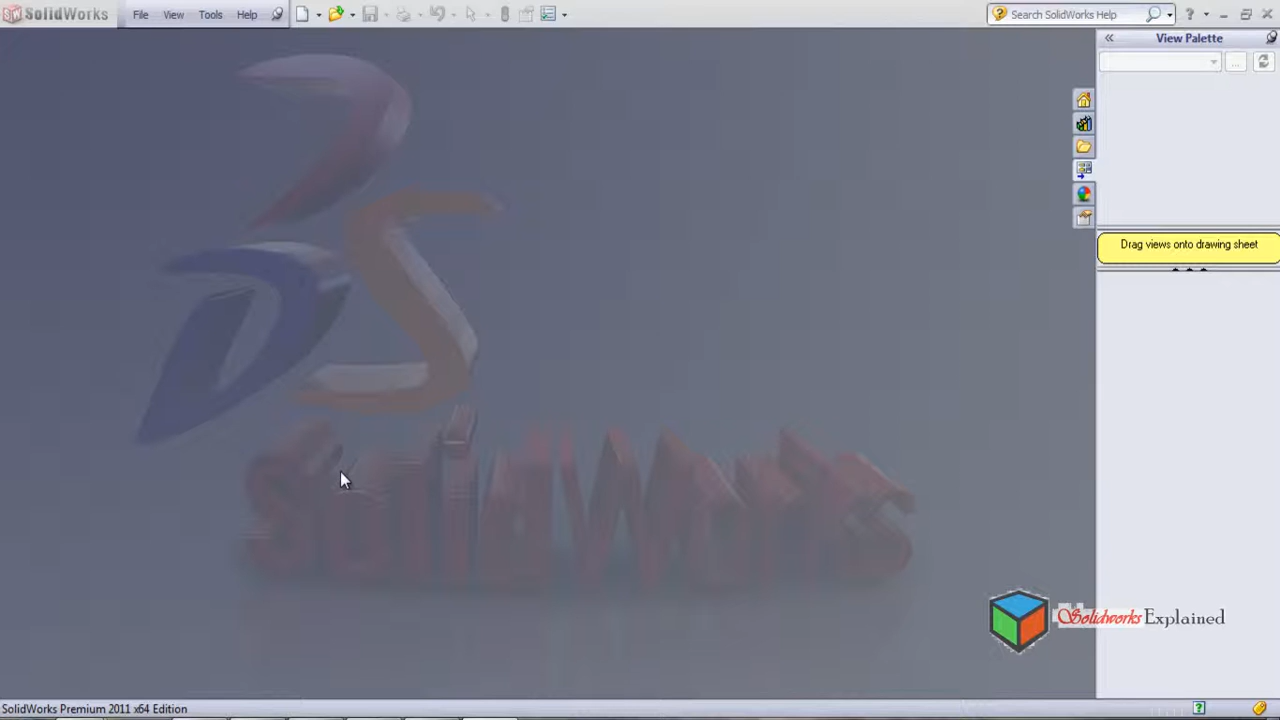 SolidWorks File View Tools Help Search SolidWorks Help ?
View Palette
...
Drag views onto drawing sheet
DS
SolidWorks
Solidworks Explained
SolidWorks Premium 2011 x64 Edition ?